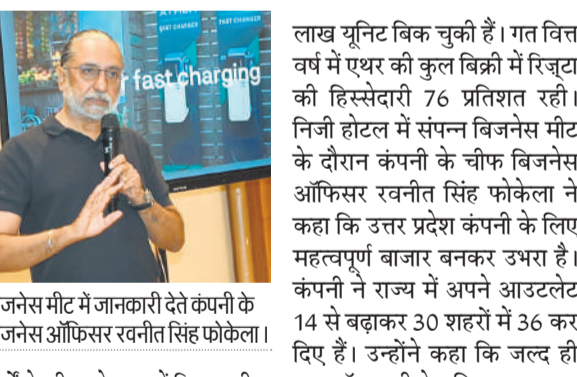 FAST CHARGER
FAST CHARGER
fast charging
जनेस मीट में जानकारी देते कंपनी के
जनेस ऑफिसर रवनीत सिंह फोकेला।
लाख यूनिट बिक चुकी हैं। गत वित्त
वर्ष में एथर की कुल बिक्री में रिज़्टा
की हिस्सेदारी 76 प्रतिशत रही।
निजी होटल में संपन्न बिजनेस मीट
के दौरान कंपनी के चीफ बिजनेस
ऑफिसर रवनीत सिंह फोकेला ने
कहा कि उत्तर प्रदेश कंपनी के लिए
महत्वपूर्ण बाजार बनकर उभरा है।
कंपनी ने राज्य में अपने आउटलेट
14 से बढ़ाकर 30 शहरों में 36 कर
दिए हैं। उन्होंने कहा कि जल्द ही